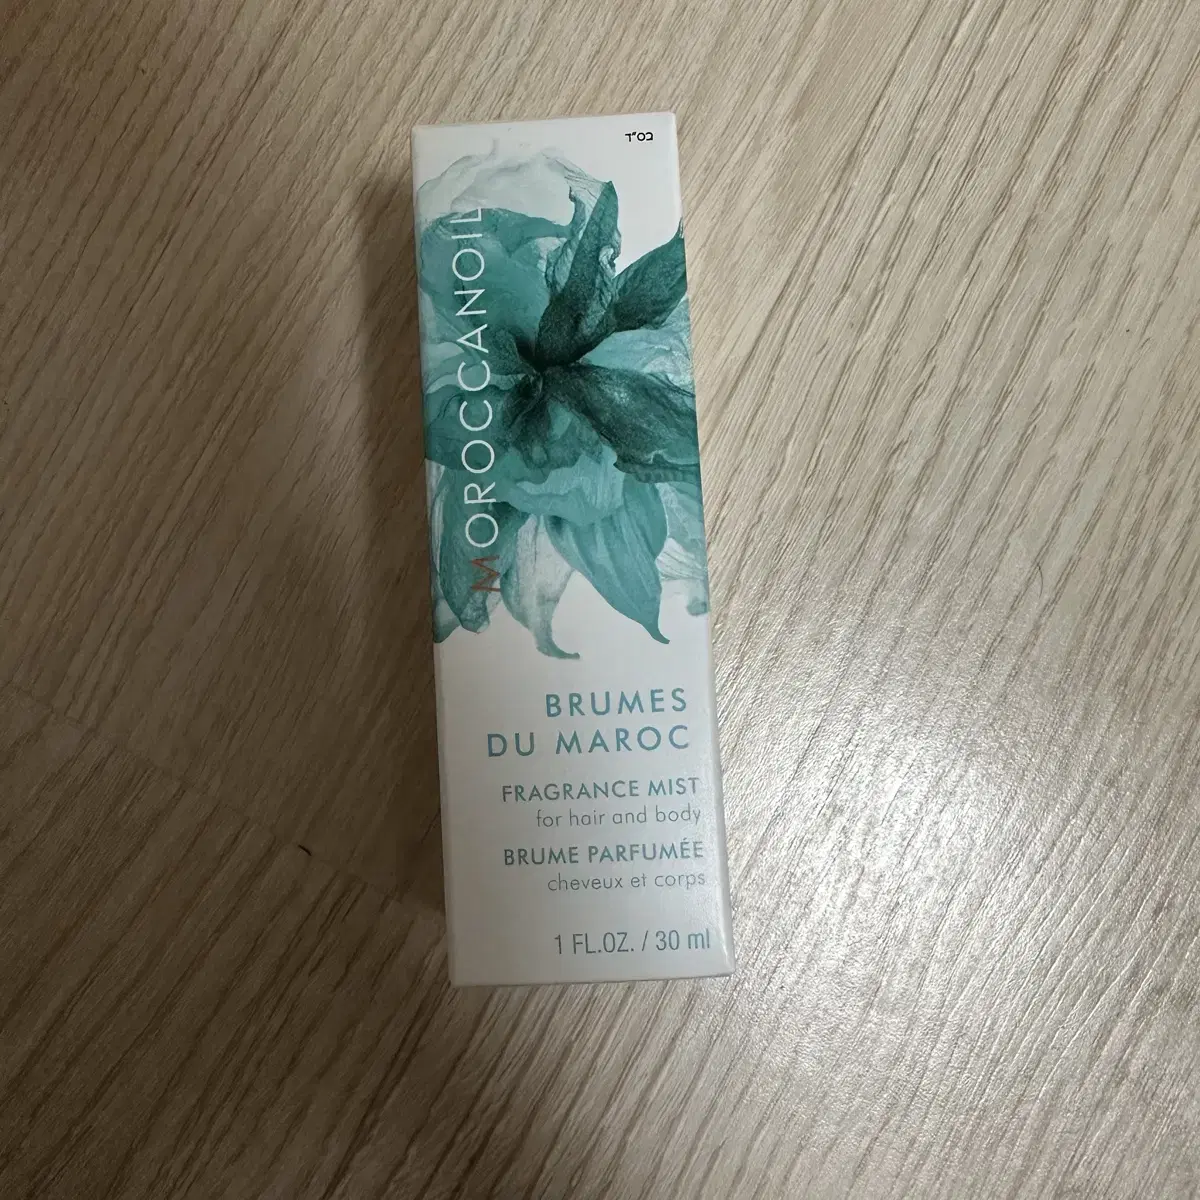 בס"ד
MOROCCANOIL
BRUMES
DU MAROC
FRAGRANCE MIST
for hair and body
BRUME PARFUMÉE
cheveux et corps
1 FL.OZ. / 30 ml